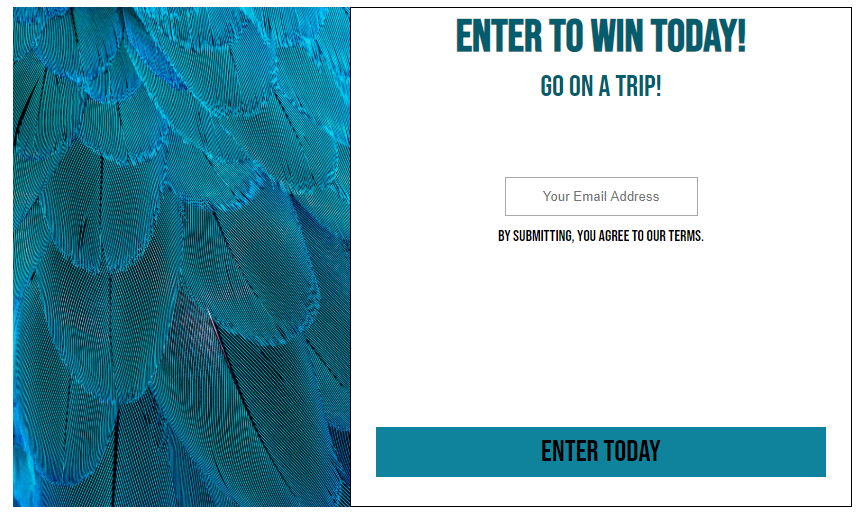 ENTER TO WIN TODAY!
GO ON A TRIP!
Your Email Address
BY SUBMITTING, YOU AGREE TO OUR TERMS.
ENTER TODAY